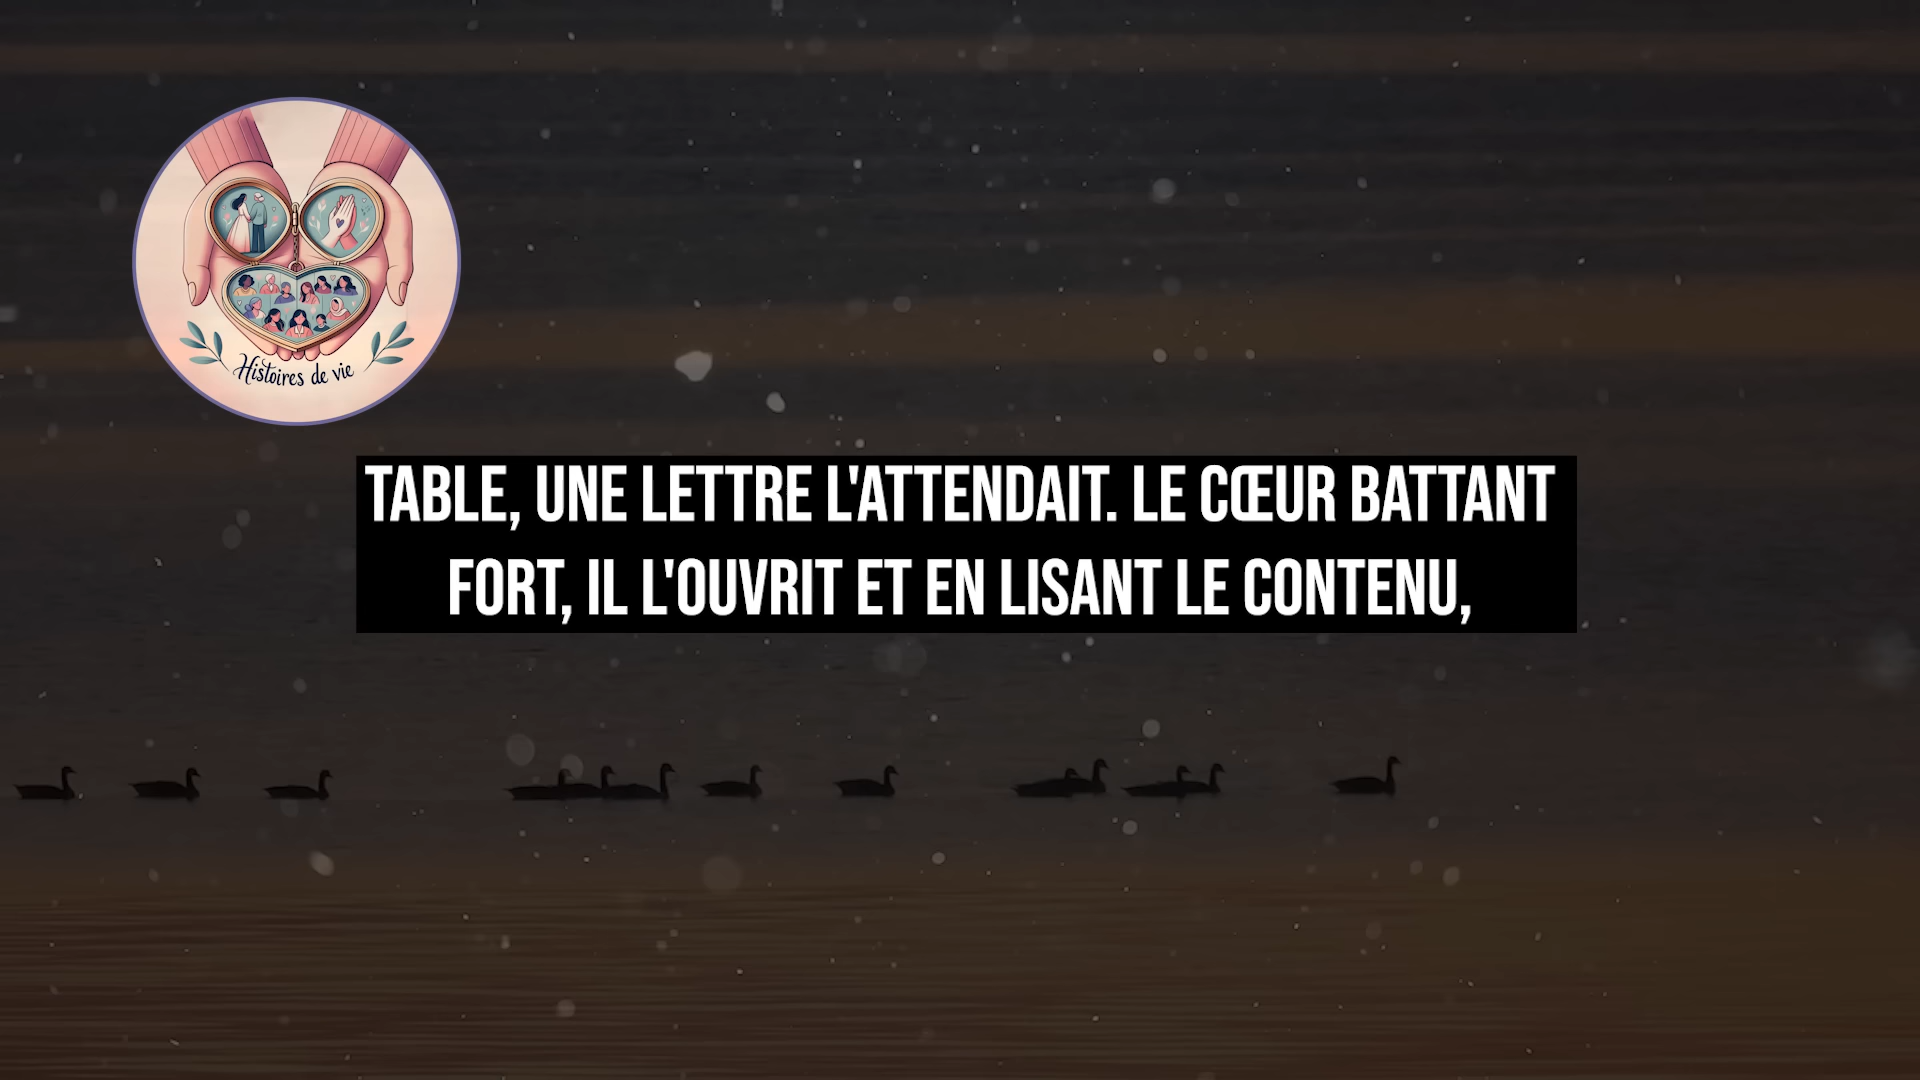 Histoires de vie
TABLE, UNE LETTRE L'ATTENDAIT. LE CŒUR BATTANT
FORT, IL L'OUVRIT ET EN LISANT LE CONTENU,